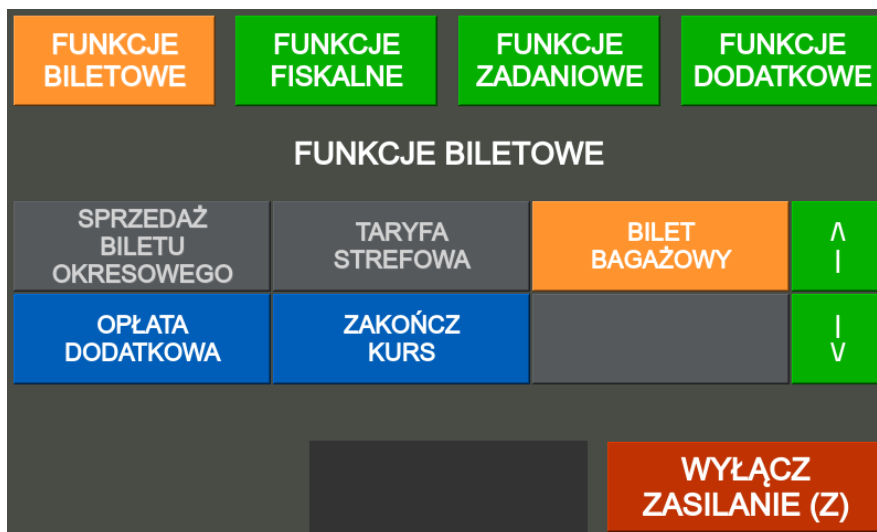 FUNKCJE
BILETOWE
FUNKCJE
FISKALNE
FUNKCJE
ZADANIOWE
FUNKCJE
DODATKOWE
FUNKCJE BILETOWE
SPRZEDAŻ
BILETU
OKRESOWEGO
TARYFA
STREFOWA
BILET
BAGAŻOWY
OPŁATA
DODATKOWA
ZAKOŃCZ
KURS
WYŁĄCZ
ZASILANIE (Z)